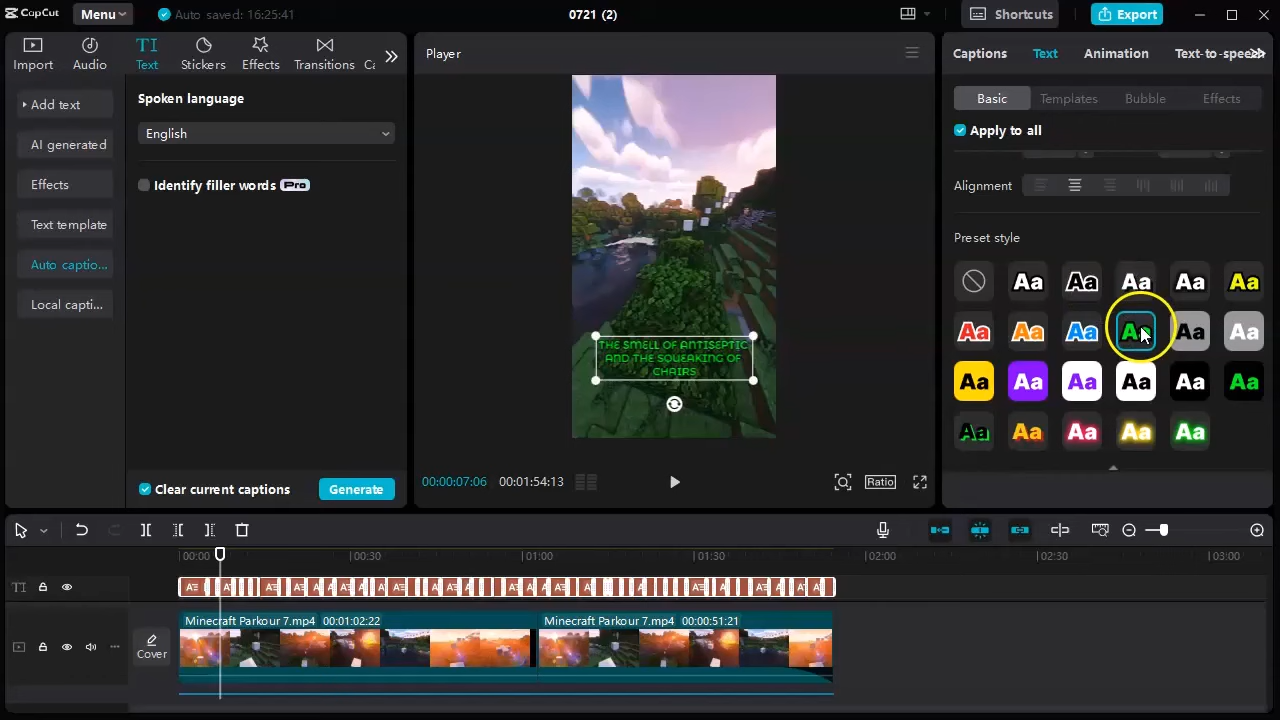 CapCut
Menu
Auto saved: 16:25:41
0721 (2)
Shortcuts
Export
Import
Audio
Text
Stickers
Effects
Transitions
Player
Captions
Text
Animation
Text-to-speech
Add text
AI generated
Effects
Text template
Auto captio...
Local capti...
Spoken language
English
Identify filler words Pro
Clear current captions
Generate
THE SMELL OF ANTISEPTIC
AND THE SQUEAKING OF
CHAIRS
00:00:07:06
00:01:54:13
Ratio
Basic
Templates
Bubble
Effects
Apply to all
Alignment
Preset style
Aa Aa Aa Aa Aa
Aa Aa Aa Aa Aa Aa
Aa Aa Aa Aa Aa Aa
Aa Aa Aa Aa Aa
00:00
00:30
01:00
01:30
02:00
02:30
03:00
Minecraft Parkour 7.mp4 00:01:02:22
Minecraft Parkour 7.mp4 00:00:51:21
Cover